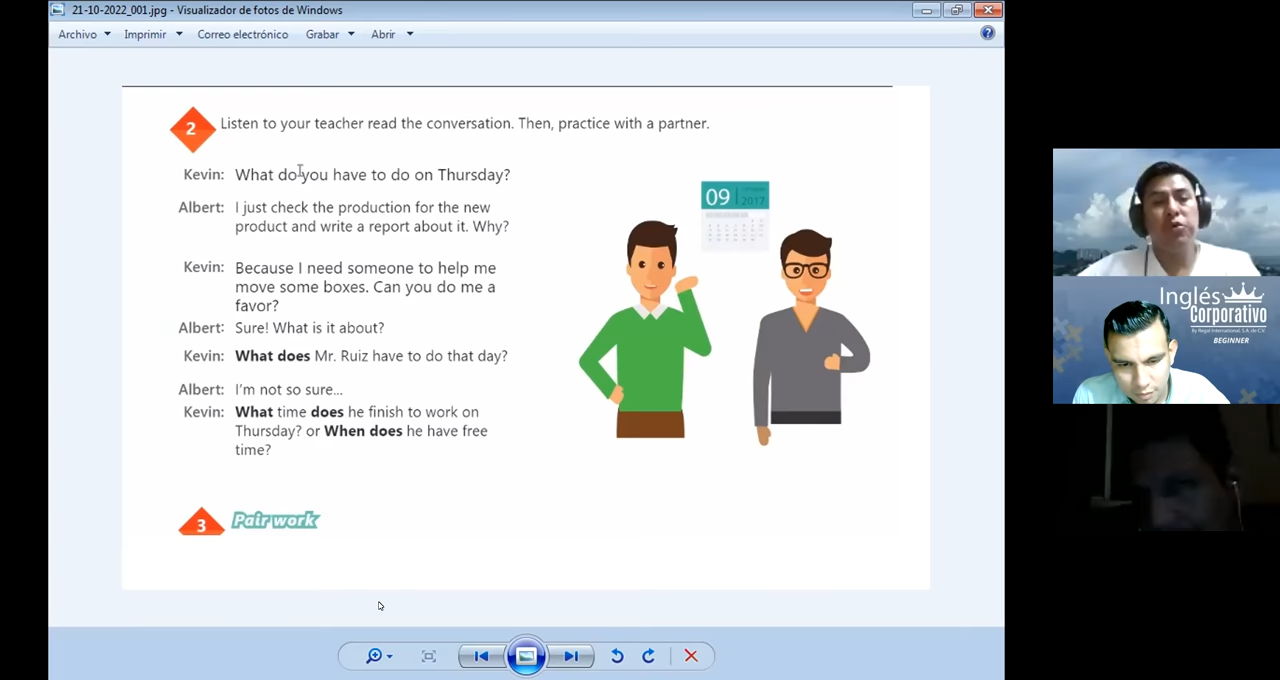 21-10-2022_001.jpg - Visualizador de fotos de Windows
Archivo Imprimir Correo electrónico Grabar Abrir
2 Listen to your teacher read the conversation. Then, practice with a partner.
Kevin: What do you have to do on Thursday?
Albert: I just check the production for the new
product and write a report about it. Why?
Kevin: Because I need someone to help me
move some boxes. Can you do me a
favor?
Albert: Sure! What is it about?
Kevin: What does Mr. Ruiz have to do that day?
Albert: I'm not so sure...
Kevin: What time does he finish to work on
Thursday? or When does he have free
time?
09
2017
3 Pair work
Inglés
Corporativo
By Regal International, S.A. de C.V.
BEGINNER